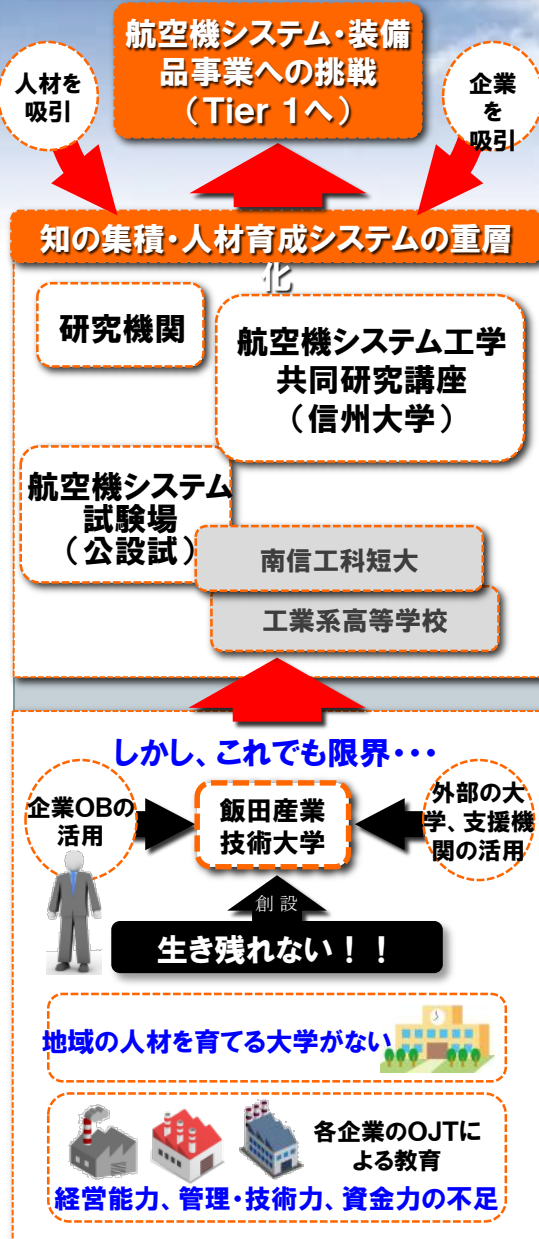 航空機システム・装備
品事業への挑戦
（Tier 1へ）
人材を
吸引
企業
を
吸引
知の集積・人材育成システムの重層
化
研究機関
航空機システム工学
共同研究講座
（信州大学）
航空機システム
試験場
（公設試）
南信工科短大
工業系高等学校
しかし、これでも限界・・・
企業OBの
活用
飯田産業
技術大学
外部の大
学、支援機
関の活用
創設
生き残れない！！
地域の人材を育てる大学がない
各企業のOJTに
よる教育
経営能力、管理・技術力、資金力の不足